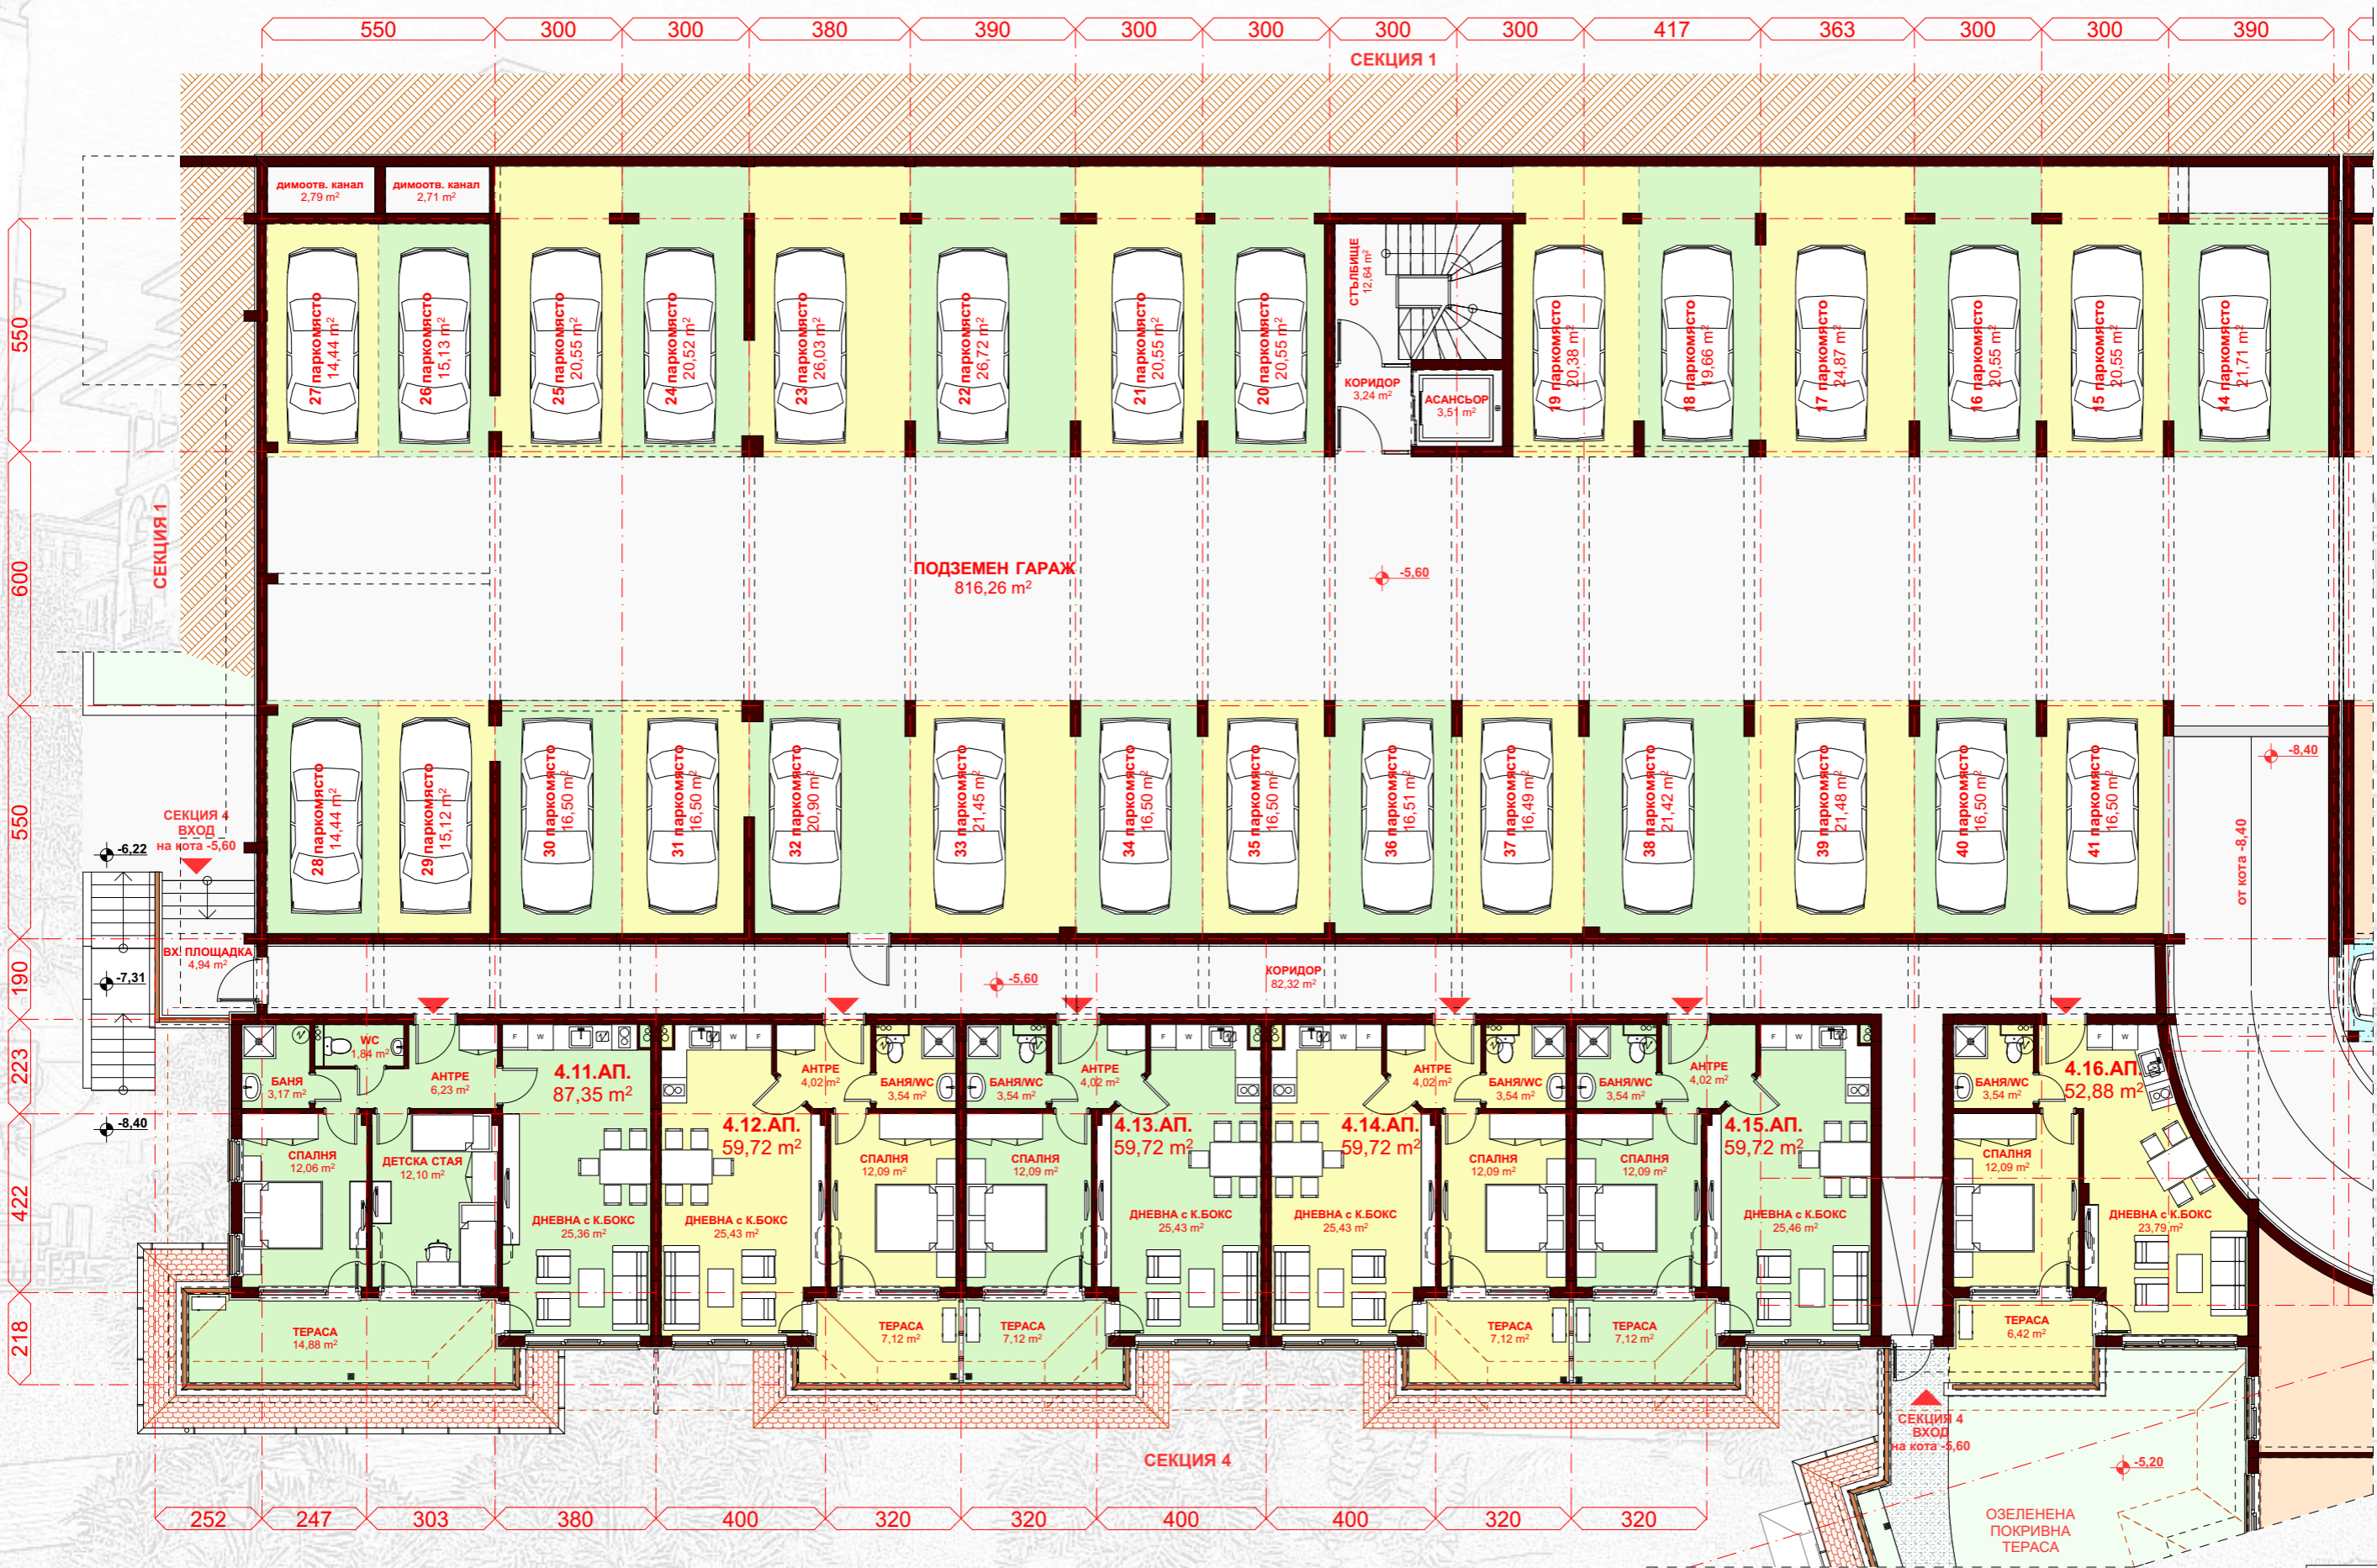 550 300 300 380 390 300 300 300 300 417 363 300 300 390
СЕКЦИЯ 1
димоотв. канал
2,79 m²
димоотв. канал
2,71 m²
27 паркомясто
14,44 m²
26 паркомясто
15,13 m²
25 паркомясто
20,55 m²
24 паркомясто
20,52 m²
23 паркомясто
26,03 m²
22 паркомясто
26,72 m²
21 паркомясто
20,55 m²
20 паркомясто
20,55 m²
СТЪЛБИЩЕ
12,64 m²
КОРИДОР
3,24 m²
АСАНСЬОР
3,51 m²
19 паркомясто
20,38 m²
18 паркомясто
19,66 m²
17 паркомясто
24,87 m²
16 паркомясто
20,55 m²
15 паркомясто
20,55 m²
14 паркомясто
21,71 m²
550
600
550
190
223
422
218
СЕКЦИЯ 1
ПОДЗЕМЕН ГАРАЖ
816,26 m²
-5,60
28 паркомясто
14,44 m²
29 паркомясто
15,12 m²
30 паркомясто
16,50 m²
31 паркомясто
16,50 m²
32 паркомясто
20,90 m²
33 паркомясто
21,45 m²
34 паркомясто
16,50 m²
35 паркомясто
16,50 m²
36 паркомясто
16,51 m²
37 паркомясто
16,49 m²
38 паркомясто
21,42 m²
39 паркомясто
21,48 m²
40 паркомясто
16,50 m²
41 паркомясто
16,50 m²
-8,40
от кота -8,40
СЕКЦИЯ 4
ВХОД
на кота -5,60
-6,22
-7,31
-8,40
ВХ. ПЛОЩАДКА
4,94 m²
-5,60
КОРИДОР
82,32 m²
WC
1,84 m²
БАНЯ
3,17 m²
АНТРЕ
6,23 m²
F W
4.11.АП.
87,35 m²
СПАЛНЯ
12,06 m²
ДЕТСКА СТАЯ
12,10 m²
ДНЕВНА с К.БОКС
25,36 m²
ТЕРАСА
14,88 m²
W F
АНТРЕ
4,02 m²
БАНЯ/WC
3,54 m²
4.12.АП.
59,72 m²
СПАЛНЯ
12,09 m²
ДНЕВНА с К.БОКС
25,43 m²
ТЕРАСА
7,12 m²
БАНЯ/WC
3,54 m²
АНТРЕ
4,02 m²
F W
4.13.АП.
59,72 m²
СПАЛНЯ
12,09 m²
ДНЕВНА с К.БОКС
25,43 m²
ТЕРАСА
7,12 m²
W F
АНТРЕ
4,02 m²
БАНЯ/WC
3,54 m²
4.14.АП.
59,72 m²
СПАЛНЯ
12,09 m²
ДНЕВНА с К.БОКС
25,43 m²
ТЕРАСА
7,12 m²
БАНЯ/WC
3,54 m²
АНТРЕ
4,02 m²
F W
4.15.АП.
59,72 m²
СПАЛНЯ
12,09 m²
ДНЕВНА с К.БОКС
25,46 m²
ТЕРАСА
7,12 m²
F W
4.16.АП.
52,88 m²
БАНЯ/WC
3,54 m²
СПАЛНЯ
12,09 m²
ДНЕВНА с К.БОКС
23,79 m²
ТЕРАСА
6,42 m²
СЕКЦИЯ 4
ВХОД
на кота -5,60
-5,20
СЕКЦИЯ 4
ОЗЕЛЕНЕНА
ПОКРИВНА
ТЕРАСА
252 247 303 380 400 320 320 400 400 320 320